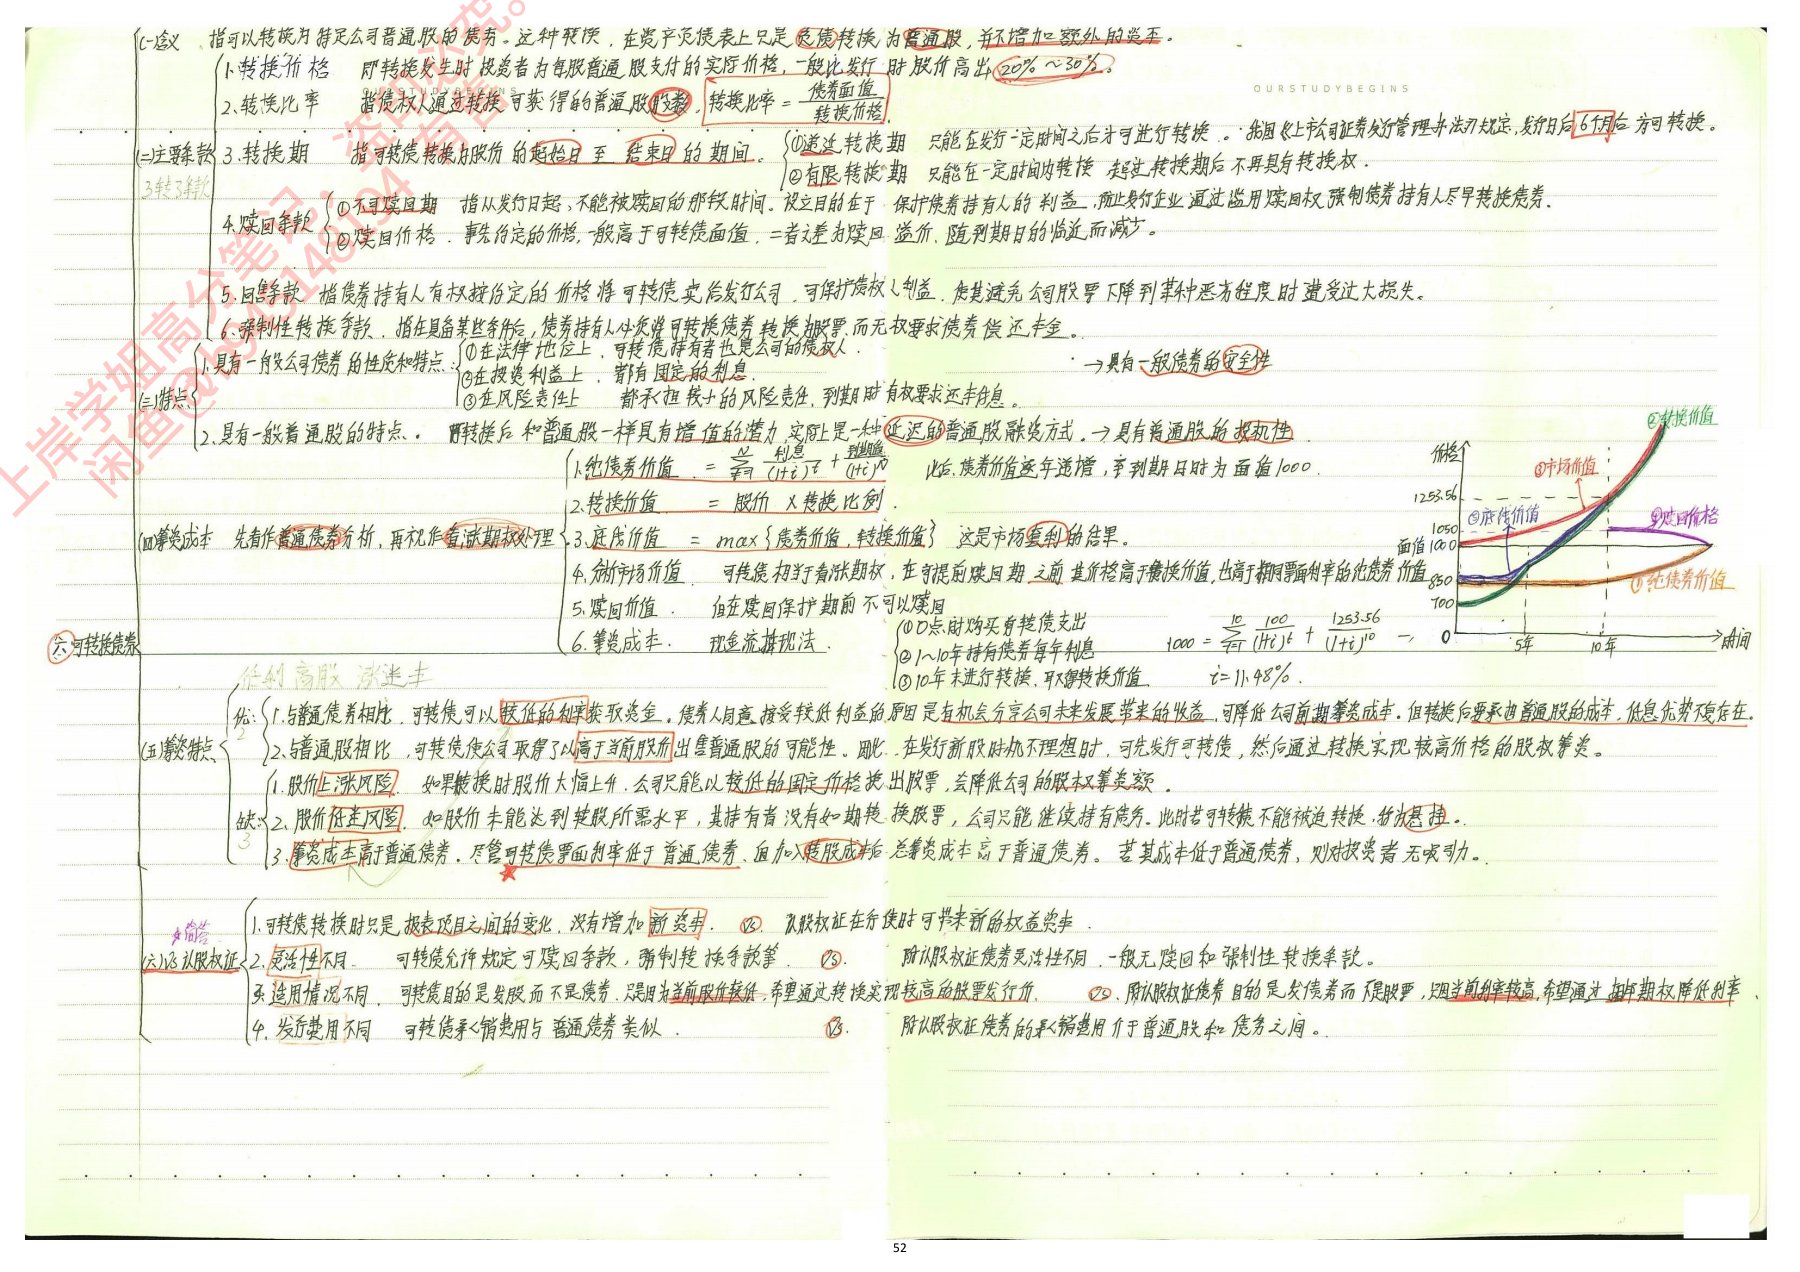 六 可转换债券
(一)含义 指可以转换为特定公司普通股的债券。这种转换，在资产负债表上只是负债转换为普通股，并不增加额外的资本。
(二)主要条款
3转3条款
1.转换价格 即转换发生时投资者为每股普通股支付的实际价格，一般比发行时股价高出20%～30%。
OURSTUDYBEGINS
2.转换比率 指债权人通过转换可获得的普通股股数，转换比率 = 债券面值/转换价格
3.转换期 指可转债转换为股份的起始日至结束日的期间。
①递延转换期 只能在发行一定时间之后才可进行转换。·我国《上市公司证券发行管理办法》规定，发行日后6个月后方可转换。
②有限转换期 只能在一定时间内转换 超过转换期后不再具有转换权.
4.赎回条款 ①不可赎回期 指从发行日起、不能被赎回的那段时间。设立目的在于 保护债券持有人的利益，防止发行企业通过滥用赎回权，强制债券持有人尽早转换债券.
②赎回价格. 事先约定的价格，一般高于可转债面值，二者之差为赎回溢价、随到期日的临近而减少。
5.回售条款 指债券持有人有权按约定的价格将可转债卖给发行公司，可保护债权人利益，使其避免公司股票下降到某种恶劣程度时遭受过大损失。
6.强制性转换条款. 指在具备某些条件后，债券持有人必须将可转换债券转换为股票，而无权要求债券偿还本金。
(三)特点
1.具有一般公司债券的性质和特点.
①在法律地位上，可转债持有者也是公司的债权人.
②在投资利益上，都有固定的利息.
③在风险责任上 都承担较小的风险责任，到期时有权要求还本付息。
→具有一般债券的安全性
2.具有一般普通股的特点。 即转换后和普通股一样具有增值的潜力，实际上是一种延迟的普通股融资方式.→具有普通股的投机性
(四)筹资成本 先看作普通债券分析，再视作看涨期权处理
1.纯债券价值 = Σ(t=1,N) 利息/(1+i)^t + 到期值/(1+i)^N 此后，债券价值逐年递增，至到期日时为面值1000.
2.转换价值 = 股价 × 转换比例.
3.底线价值 = max{债券价值，转换价值} 这是市场套利的结果。
4.分析市场价值. 可转债相当于看涨期权，在可提前赎回期之前其价格高于转换价值，也高于相同票面利率的纯债券价值
5.赎回价值. 但在赎回保护期前不可以赎回
6.筹资成本. 现金流折现法.
①0点时购买可转债支出
②1～10年持有债券每年利息
③10年末进行转换，取得转换价值
1000 = Σ(t=1,10) 100/(1+i)^t + 1253.56/(1+i)^10
i=11.48%.
价格
1253.56
1050
面值1000
850
700
0
5年
10年
时间
②转换价值
③市场价值
③底线价值
④赎回价格
①纯债券价值
低利 高股 涨迷本
(五)筹资特点
优:2
1.与普通债券相比，可转债可以较低的利率获取资金。债券人同意接受较低利益的原因是有机会分享公司未来发展带来的收益，可降低公司前期筹资成本。但转换后要承担普通股的成本，低息优势不复存在.
2.与普通股相比，可转债使公司取得了以高于当前股价出售普通股的可能性。因此，在发行新股时机不理想时，可先发行可转债，然后通过转换实现较高价格的股权筹资。
缺:3
1.股价上涨风险. 如果转换时股价大幅上升，公司只能以较低的固定价格换出股票，会降低公司的股本权筹资额.
2. 股价低迷风险. 如股价未能达到转股所需水平，其持有者没有如期转换股票，公司只能继续持有债务。此时若可转债不能被迫转换，称为悬挂。
3. 筹资成本高于普通债券. 尽管可转债票面利率低于普通债券，但加入转股成本后，总筹资成本高于普通债券。若其成本低于普通债券，则对投资者无吸引力。
☆简答
(六)VS 认股权证
1.可转债转换时只是报表项目之间的变化，没有增加新资本. VS 认股权证在行使时可带来新的权益资本.
2.灵活性不同. 可转债允许规定可赎回条款，强制转换条款等. VS. 附认股权证债券灵活性不同，一般无赎回和强制性转换条款。
3.适用情况不同. 可转债目的是发股而不是债券，只是因为当前股价较低，希望通过转换实现较高的股票发行价. VS. 附认股权证债券目的是发债券而不是股票，只因当前利率较高，希望通过捆绑期权降低利率.
4.发行费用不同 可转债承销费用与普通债券类似. VS. 附认股权证债券的承销费用介于普通股和债务之间。
OURSTUDYBEGINS
上岸学姐高分笔记，盗印必究。
52